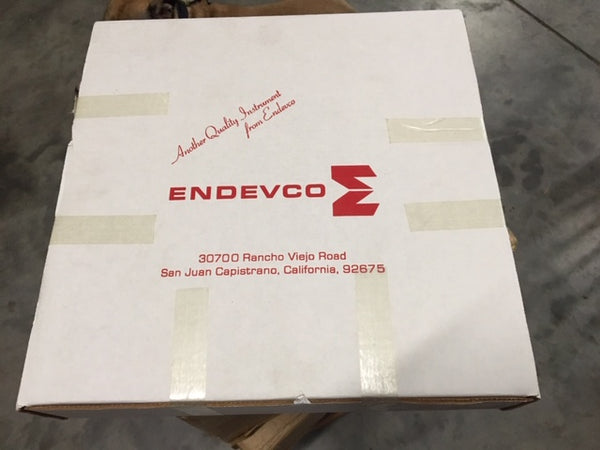 Another Quality Instrument
from Endevco
ENDEVCO
30700 Rancho Viejo Road
San Juan Capistrano, California, 92675